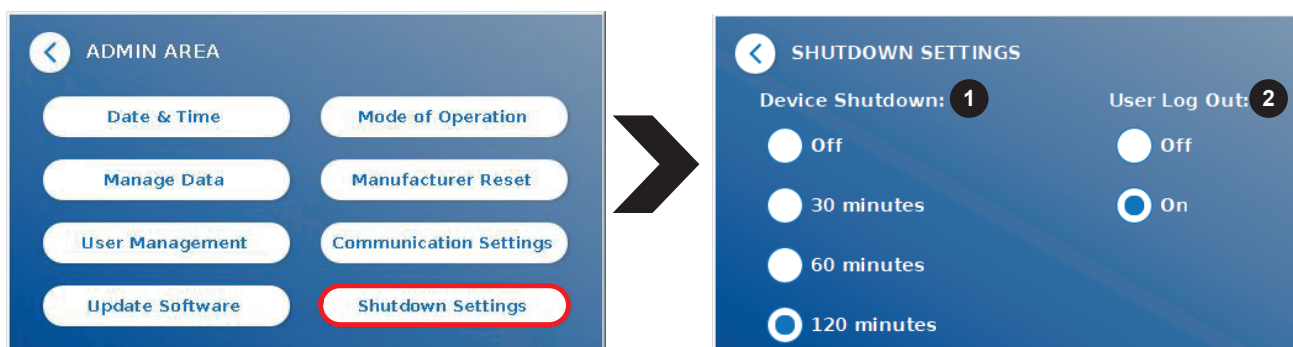 ADMIN AREA
Date & Time
Mode of Operation
Manage Data
Manufacturer Reset
User Management
Communication Settings
Update Software
Shutdown Settings
SHUTDOWN SETTINGS
Device Shutdown: 1
User Log Out: 2
Off
Off
30 minutes
On
60 minutes
120 minutes